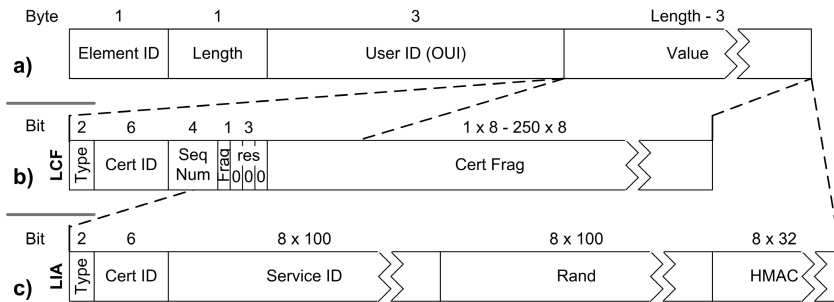 Byte 1 1 3 Length - 3
a) Element ID Length User ID (OUI) Value
Bit 2 6 4 1 3 1 x 8 - 250 x 8
b) LCF Type Cert ID Seq Num Frag res 0 0 0 Cert Frag
Bit 2 6 8 x 100 8 x 100 8 x 32
c) LIA Type Cert ID Service ID Rand HMAC